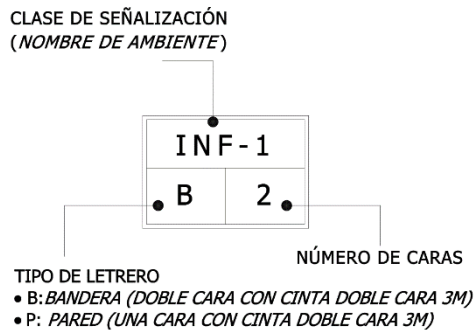 CLASE DE SEÑALIZACIÓN
(NOMBRE DE AMBIENTE)
INF-1
B 2
NÚMERO DE CARAS
TIPO DE LETRERO
• B: BANDERA (DOBLE CARA CON CINTA DOBLE CARA 3M)
• P: PARED (UNA CARA CON CINTA DOBLE CARA 3M)